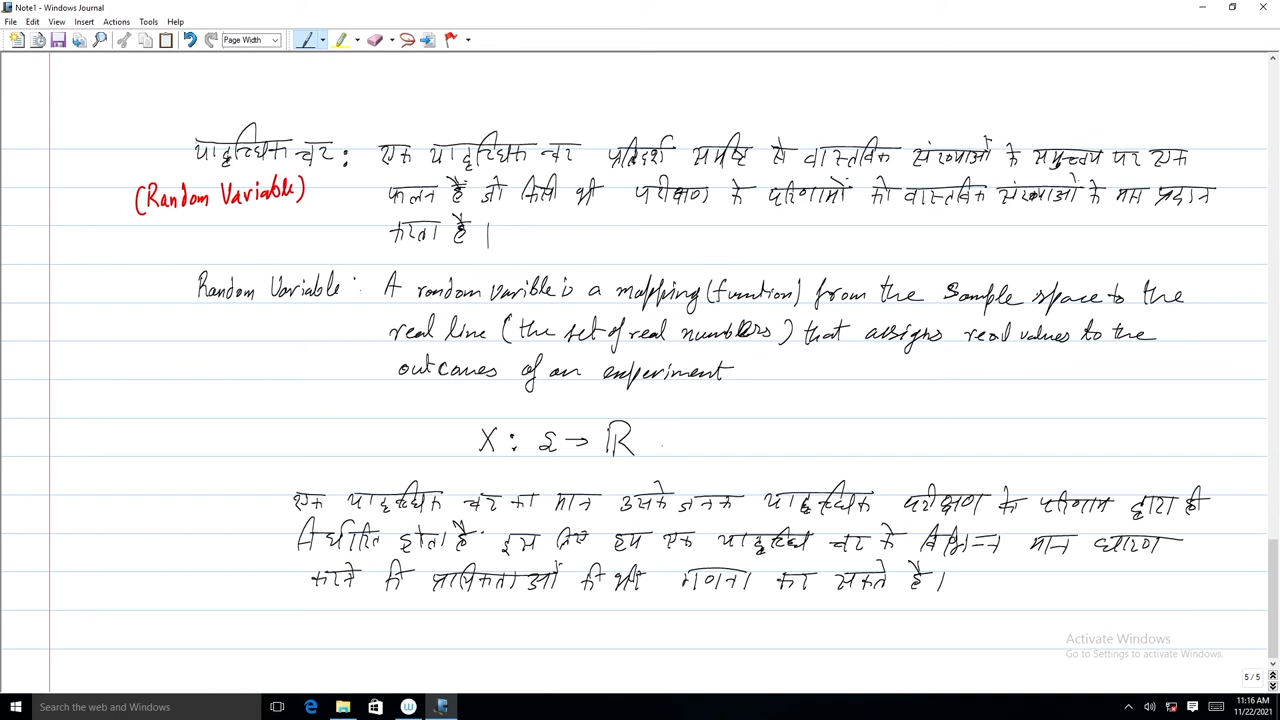 Note1 - Windows Journal
File Edit View Insert Actions Tools Help
Page Width
यादृच्छिक चर : एक यादृच्छिक चर प्रतिदर्श समष्टि से वास्तविक संख्याओं के समुच्चय पर एक
(Random Variable) फलन है जो किसी भी परीक्षण के परिणामों को वास्तविक संख्याओं के मान प्रदान
करता है |
Random Variable : A random varible is a mapping (function) from the Sample space to the
real line (the set of real numbers) that assigns real values to the
outcomes of an experiment
X : Ω → ℝ
एक यादृच्छिक चर का मान उसके जनक यादृच्छिक परीक्षण के परिणाम द्वारा ही
निर्धारित होता है इस लिए हम एक यादृच्छिक चर के विभिन्न मान धारण
करने की प्रायिकताओं की भी गणना कर सकते है |
Activate Windows
Go to Settings to activate Windows.
5 / 5
Search the web and Windows
11:16 AM
11/22/2021